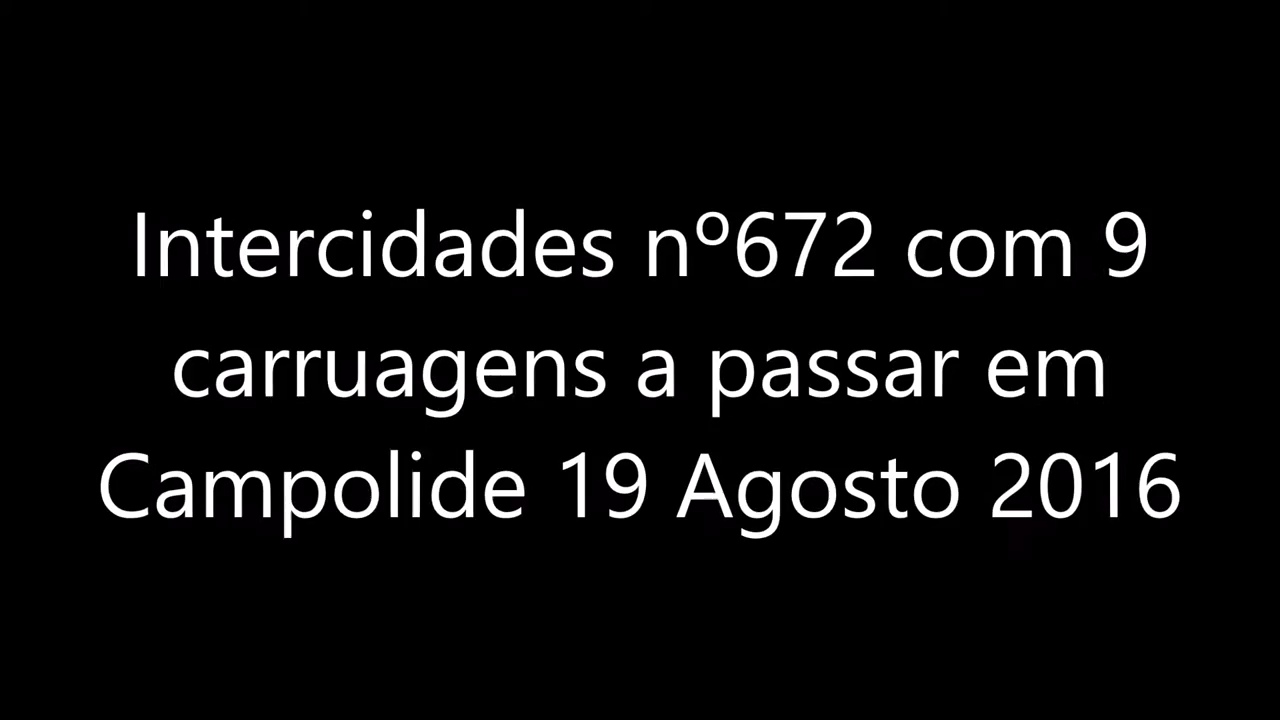 Intercidades nº672 com 9
carruagens a passar em
Campolide 19 Agosto 2016